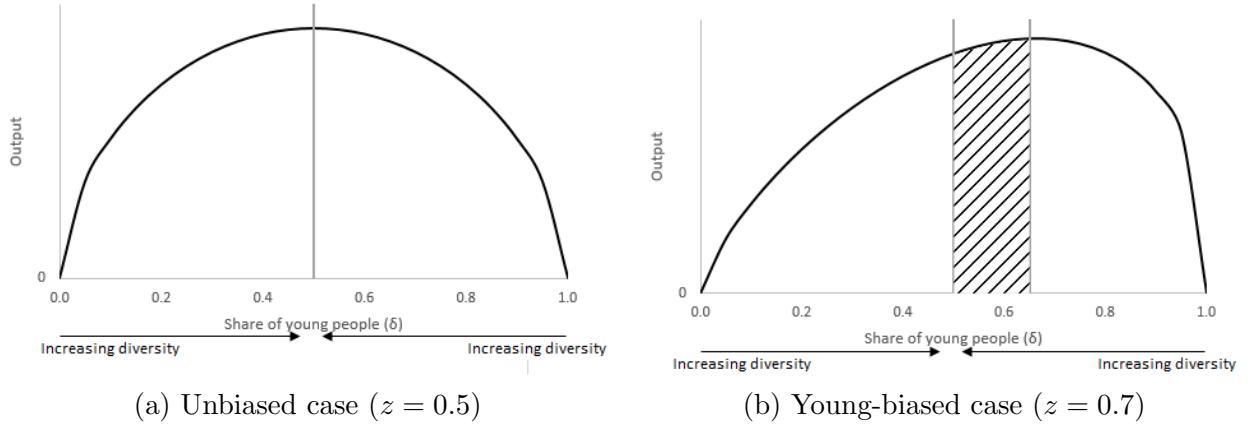 Output
0
0.0 0.2 0.4 0.6 0.8 1.0
Share of young people (δ)
Increasing diversity Increasing diversity
(a) Unbiased case (z = 0.5)
Output
0
0.0 0.2 0.4 0.6 0.8 1.0
Share of young people (δ)
Increasing diversity Increasing diversity
(b) Young-biased case (z = 0.7)